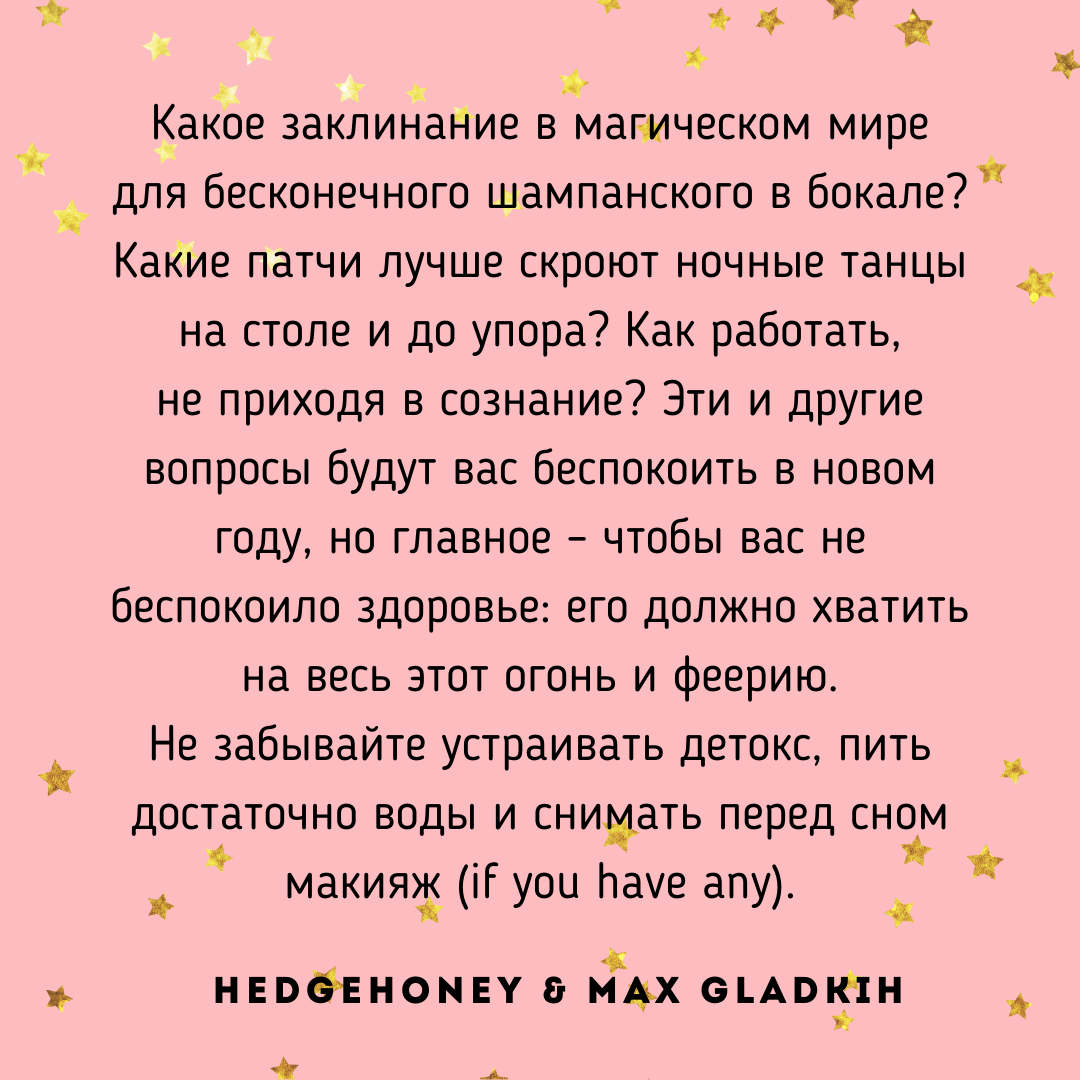 Какое заклинание в магическом мире
для бесконечного шампанского в бокале?
Какие патчи лучше скроют ночные танцы
на столе и до упора? Как работать,
не приходя в сознание? Эти и другие
вопросы будут вас беспокоить в новом
году, но главное – чтобы вас не
беспокоило здоровье: его должно хватить
на весь этот огонь и феерию.
Не забывайте устраивать детокс, пить
достаточно воды и снимать перед сном
макияж (if you have any).
HEDGEHONEY & MAX GLADKIH